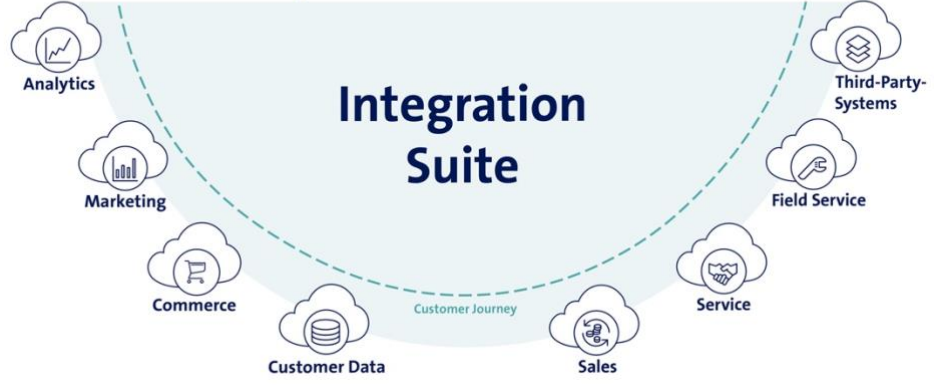 Integration
Suite
Analytics
Marketing
Commerce
Customer Data
Customer Journey
Sales
Service
Field Service
Third-Party-
Systems